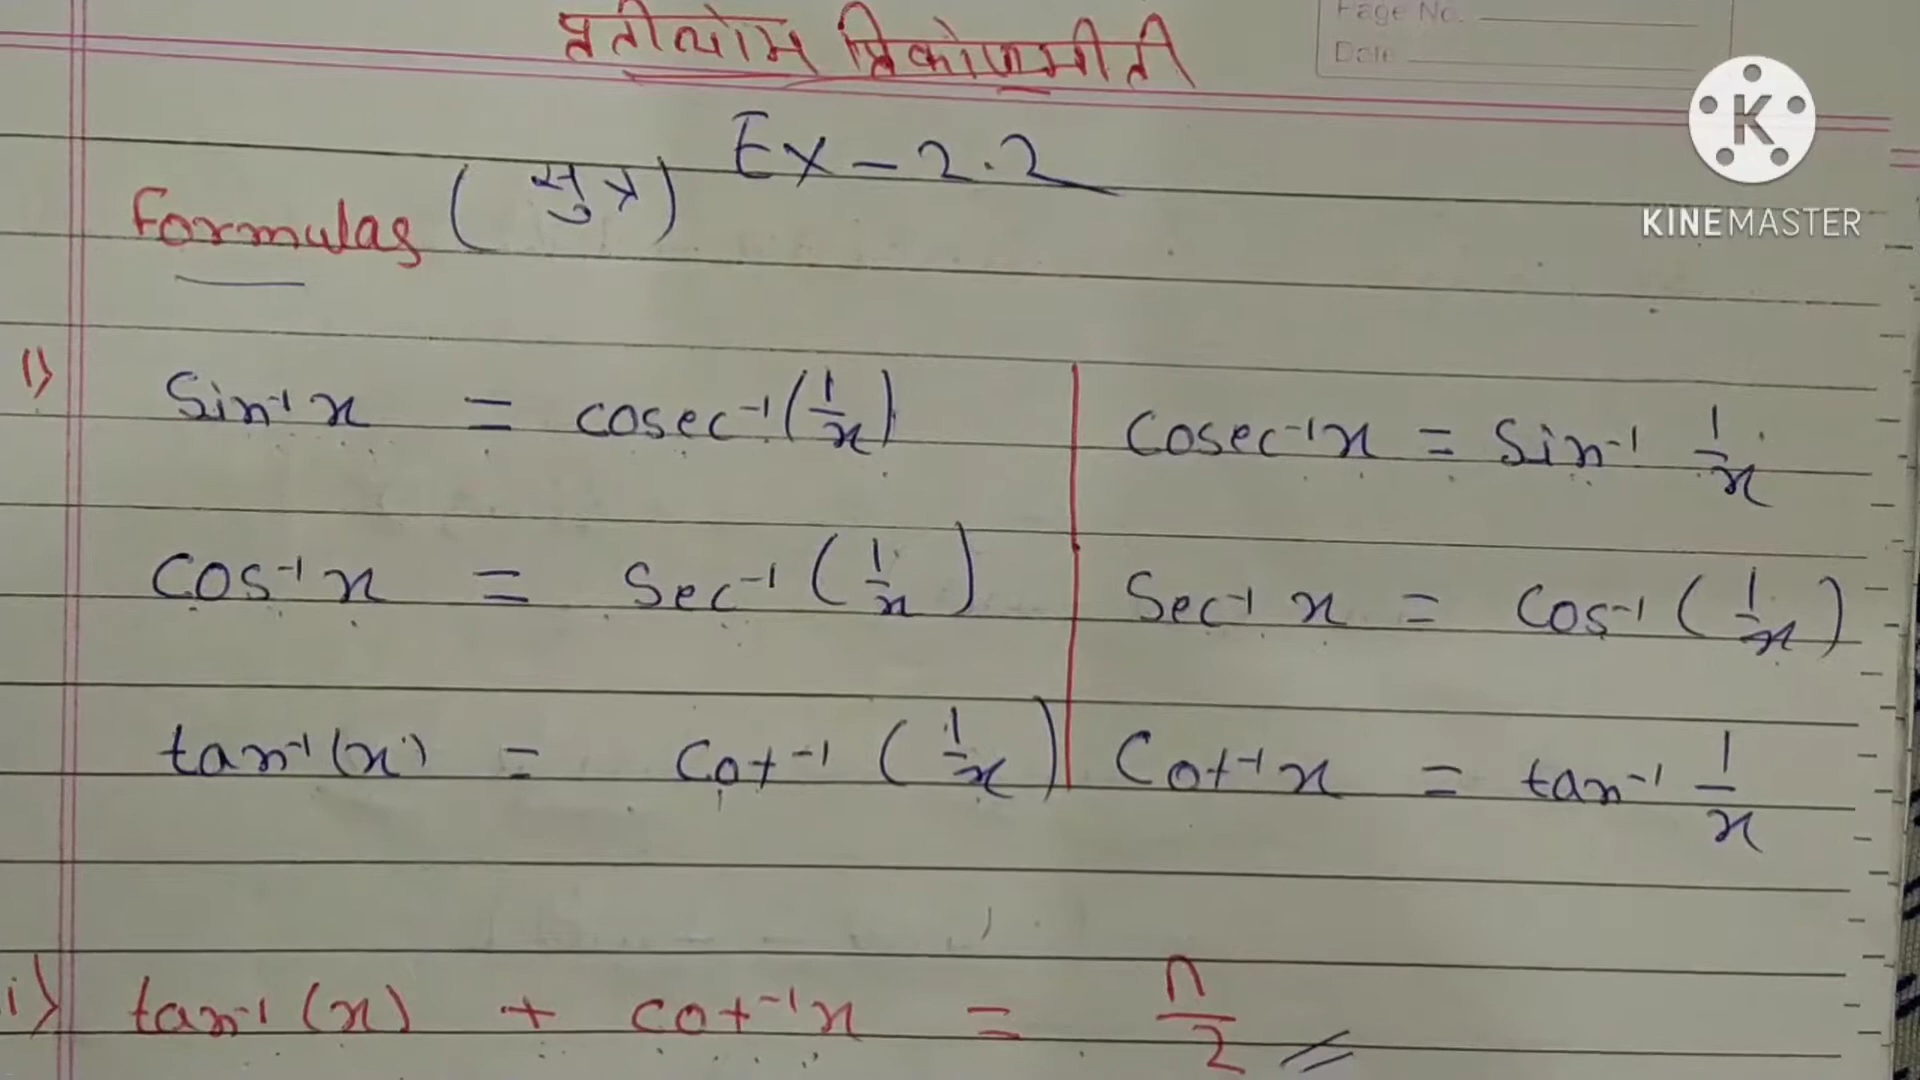 प्रतीलोम त्रिकोणमीती
Page No.
Date
KINEMASTER
Ex - 2.2
Formulas (सुत्र)
1) Sin⁻¹x = cosec⁻¹(1/x)
Cosec⁻¹x = Sin⁻¹ 1/x
Cos⁻¹x = Sec⁻¹(1/x)
Sec⁻¹ x = Cos⁻¹(1/x)
tan⁻¹(x) = Cot⁻¹(1/x)
Cot⁻¹x = tan⁻¹ 1/x
i) tan⁻¹(x) + cot⁻¹x = π/2